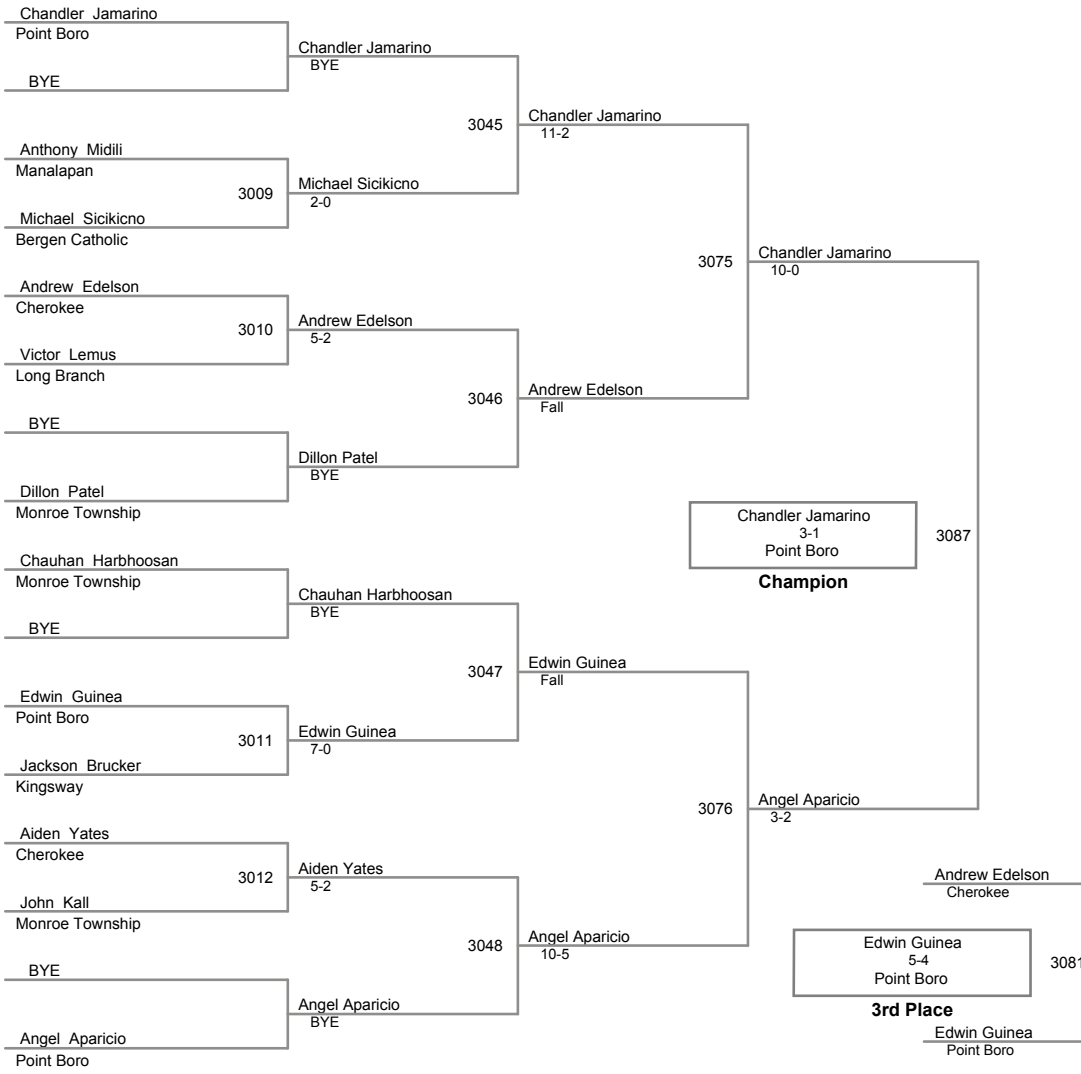 Chandler Jamarino
Point Boro
BYE
Anthony Midili
Manalapan
3009
Michael Sicikicno
Bergen Catholic
Andrew Edelson
Cherokee
3010
Victor Lemus
Long Branch
BYE
Dillon Patel
Monroe Township
Chauhan Harbhoosan
Monroe Township
BYE
Edwin Guinea
Point Boro
3011
Jackson Brucker
Kingsway
Aiden Yates
Cherokee
3012
John Kall
Monroe Township
BYE
Angel Aparicio
Point Boro
Chandler Jamarino
BYE
3045
Michael Sicikicno
2-0
Andrew Edelson
5-2
3046
Dillon Patel
BYE
Chauhan Harbhoosan
BYE
3047
Edwin Guinea
7-0
Aiden Yates
5-2
3048
Angel Aparicio
BYE
Chandler Jamarino
11-2
3075
Andrew Edelson
Fall
Edwin Guinea
Fall
3076
Angel Aparicio
10-5
Chandler Jamarino
10-0
3087
Angel Aparicio
3-2
Chandler Jamarino
3-1
Point Boro
Champion
Andrew Edelson
Cherokee
Edwin Guinea
5-4
Point Boro
3081
3rd Place
Edwin Guinea
Point Boro